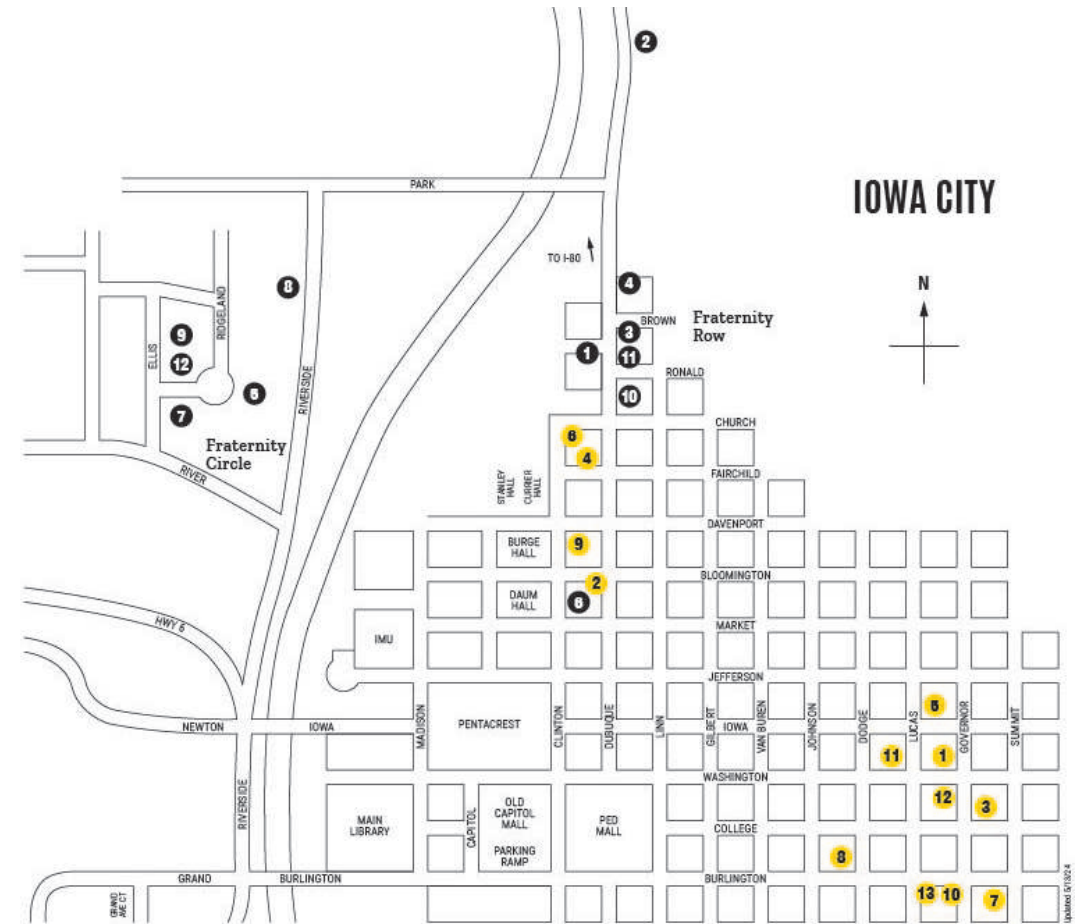 2
PARK
IOWA CITY
TO I-80
N
8
4
RIDGELAND
BROWN
Fraternity
Row
9
3
ELLIS
1
11
12
RONALD
RIVERSIDE
5
10
7
CHURCH
Fraternity
Circle
6
4
RIVER
STANLEY
HALL
CURRIER
HALL
FAIRCHILD
DAVENPORT
BURGE
HALL
9
BLOOMINGTON
2
DAUM
HALL
6
HWY 6
MARKET
IMU
JEFFERSON
5
NEWTON
IOWA
MADISON
PENTACREST
CLINTON
DUBUQUE
LINN
GILBERT
IOWA
VAN BUREN
JOHNSON
DODGE
LUCAS
GOVERNOR
SUMMIT
11
1
WASHINGTON
RIVERSIDE
12
3
MAIN
LIBRARY
CAPITOL
OLD
CAPITOL
MALL
PARKING
RAMP
PED
MALL
COLLEGE
8
GRAND
BURLINGTON
BURLINGTON
GRAND
AVE CT
13
10
7
Updated 5/13/24